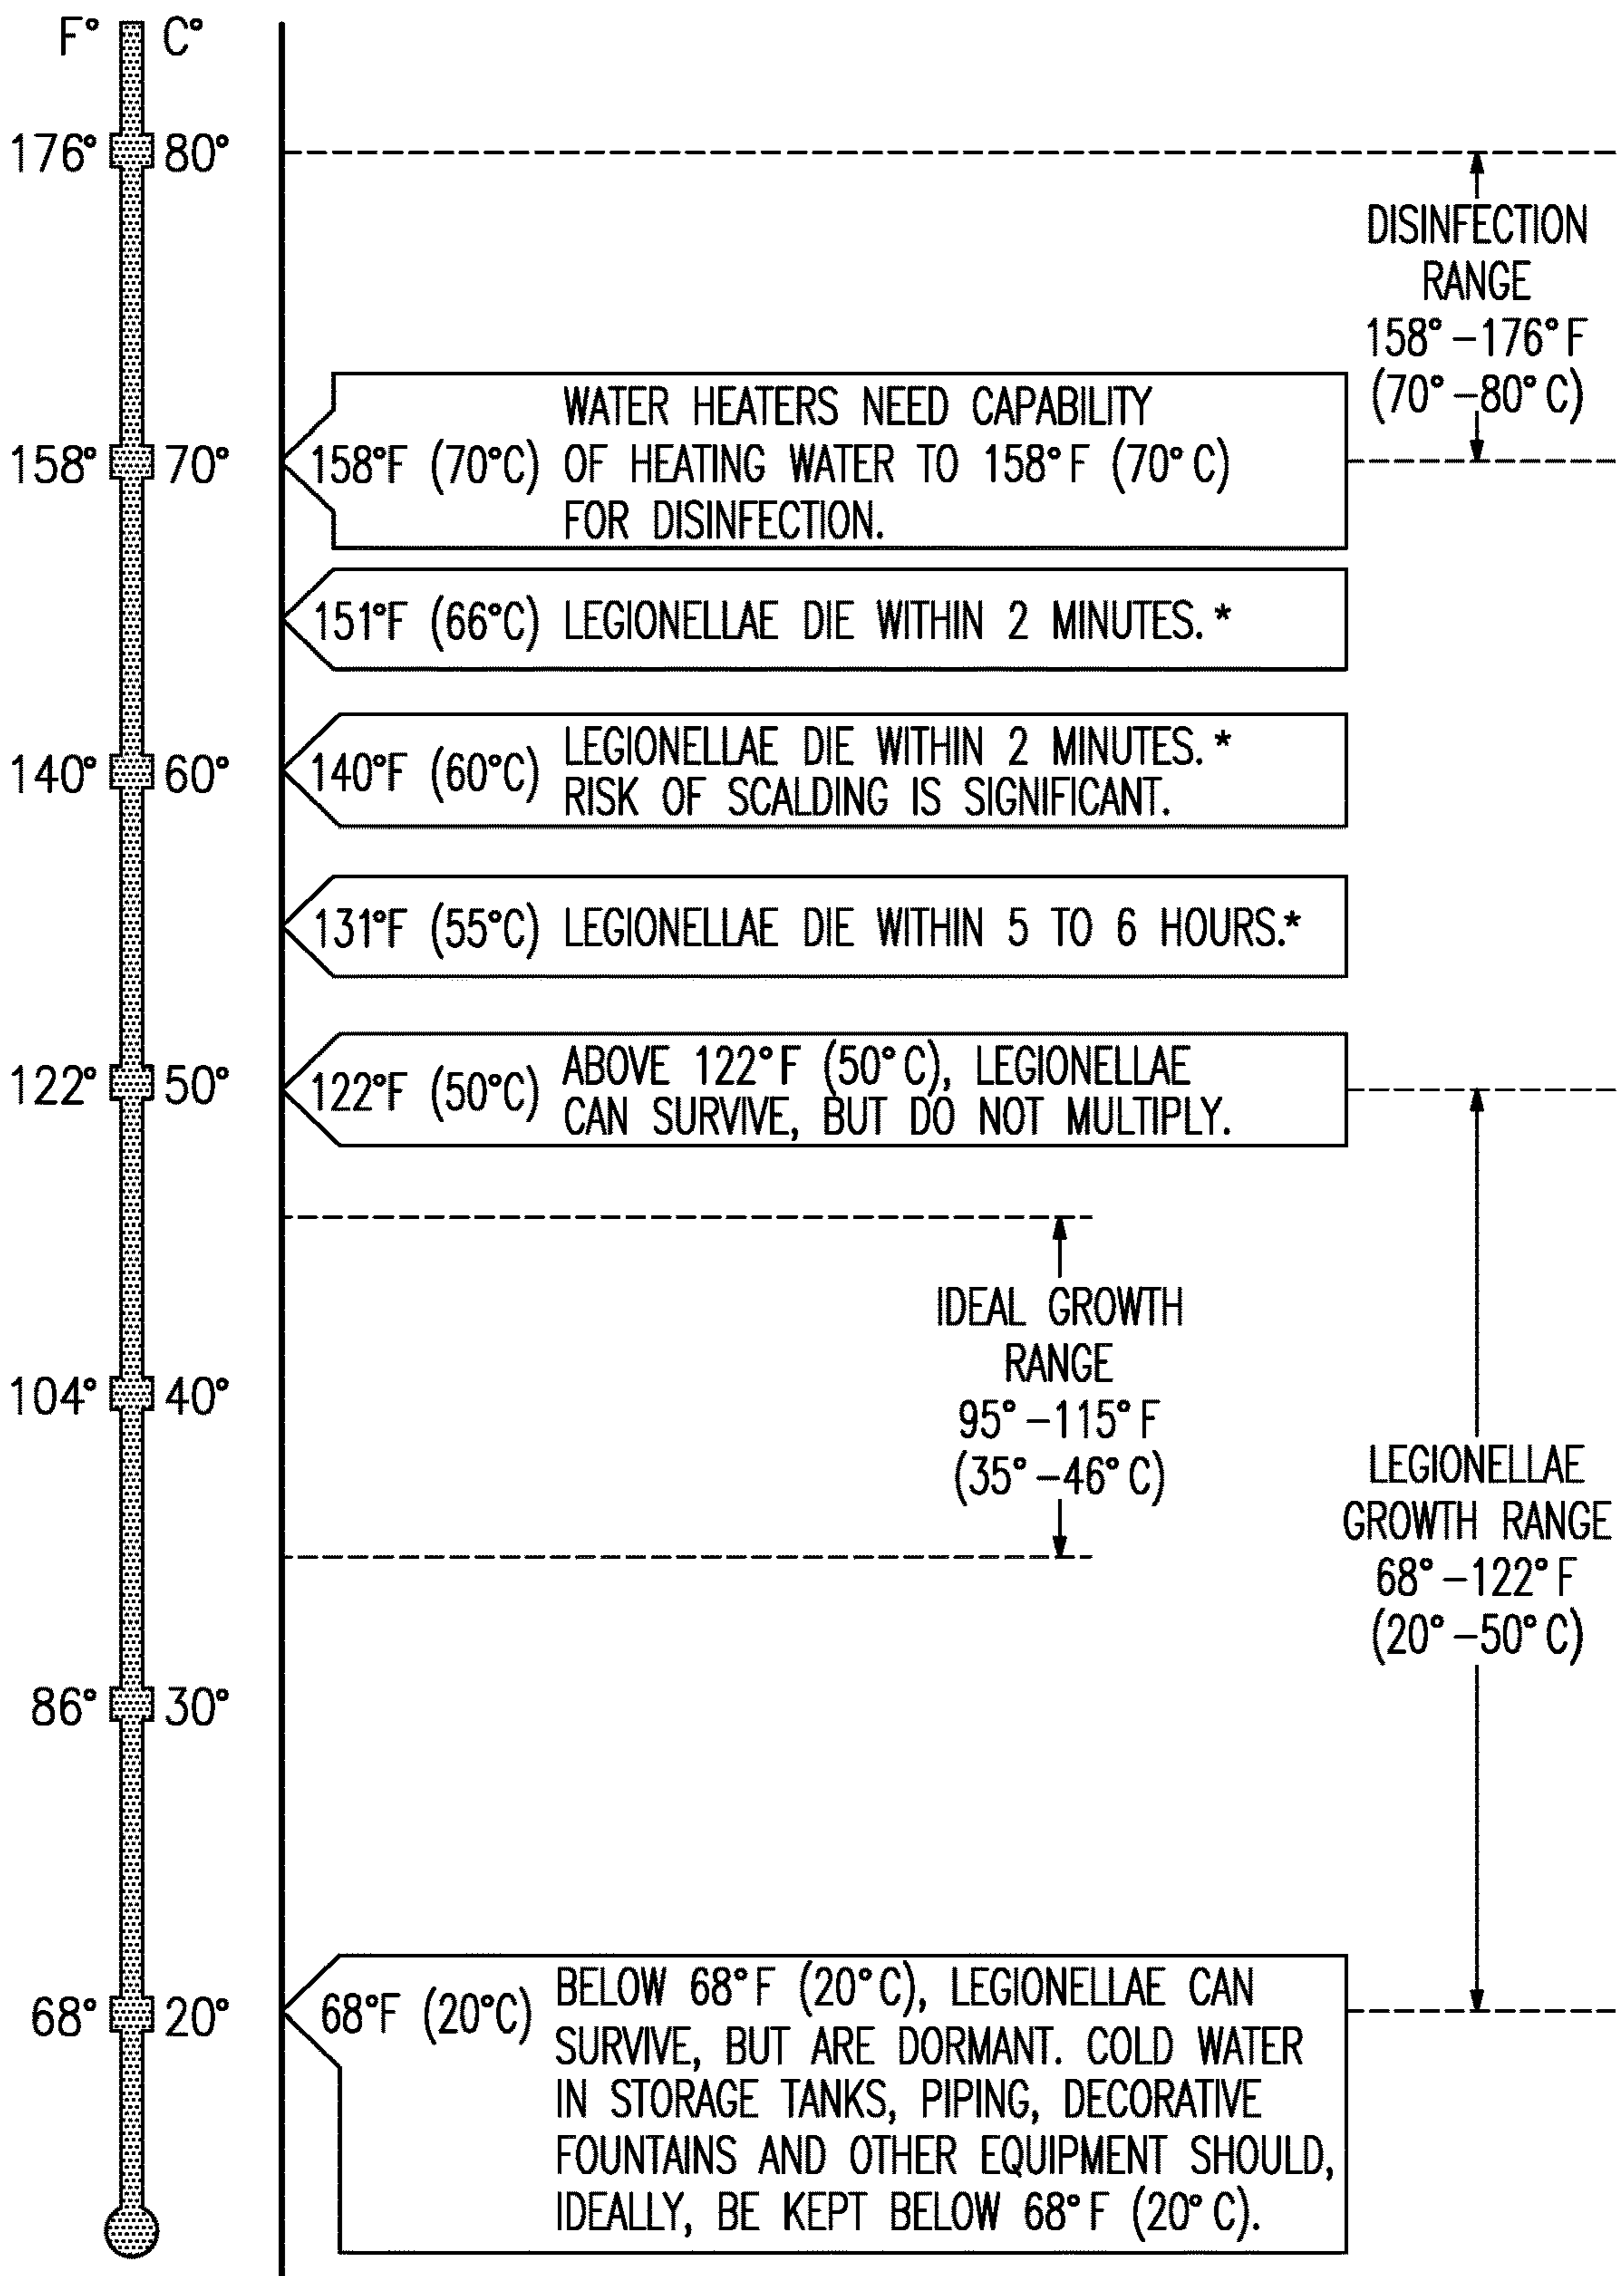 F° C°
176° 80°
DISINFECTION
RANGE
158°-176°F
(70°-80°C)
158° 70°
158°F (70°C)
WATER HEATERS NEED CAPABILITY
OF HEATING WATER TO 158°F (70°C)
FOR DISINFECTION.
151°F (66°C) LEGIONELLAE DIE WITHIN 2 MINUTES.*
140° 60°
140°F (60°C)
LEGIONELLAE DIE WITHIN 2 MINUTES.*
RISK OF SCALDING IS SIGNIFICANT.
131°F (55°C) LEGIONELLAE DIE WITHIN 5 TO 6 HOURS.*
122° 50°
122°F (50°C)
ABOVE 122°F (50°C), LEGIONELLAE
CAN SURVIVE, BUT DO NOT MULTIPLY.
IDEAL GROWTH
RANGE
95°-115°F
(35°-46°C)
104° 40°
LEGIONELLAE
GROWTH RANGE
68°-122°F
(20°-50°C)
86° 30°
68° 20°
68°F (20°C)
BELOW 68°F (20°C), LEGIONELLAE CAN
SURVIVE, BUT ARE DORMANT. COLD WATER
IN STORAGE TANKS, PIPING, DECORATIVE
FOUNTAINS AND OTHER EQUIPMENT SHOULD,
IDEALLY, BE KEPT BELOW 68°F (20°C).